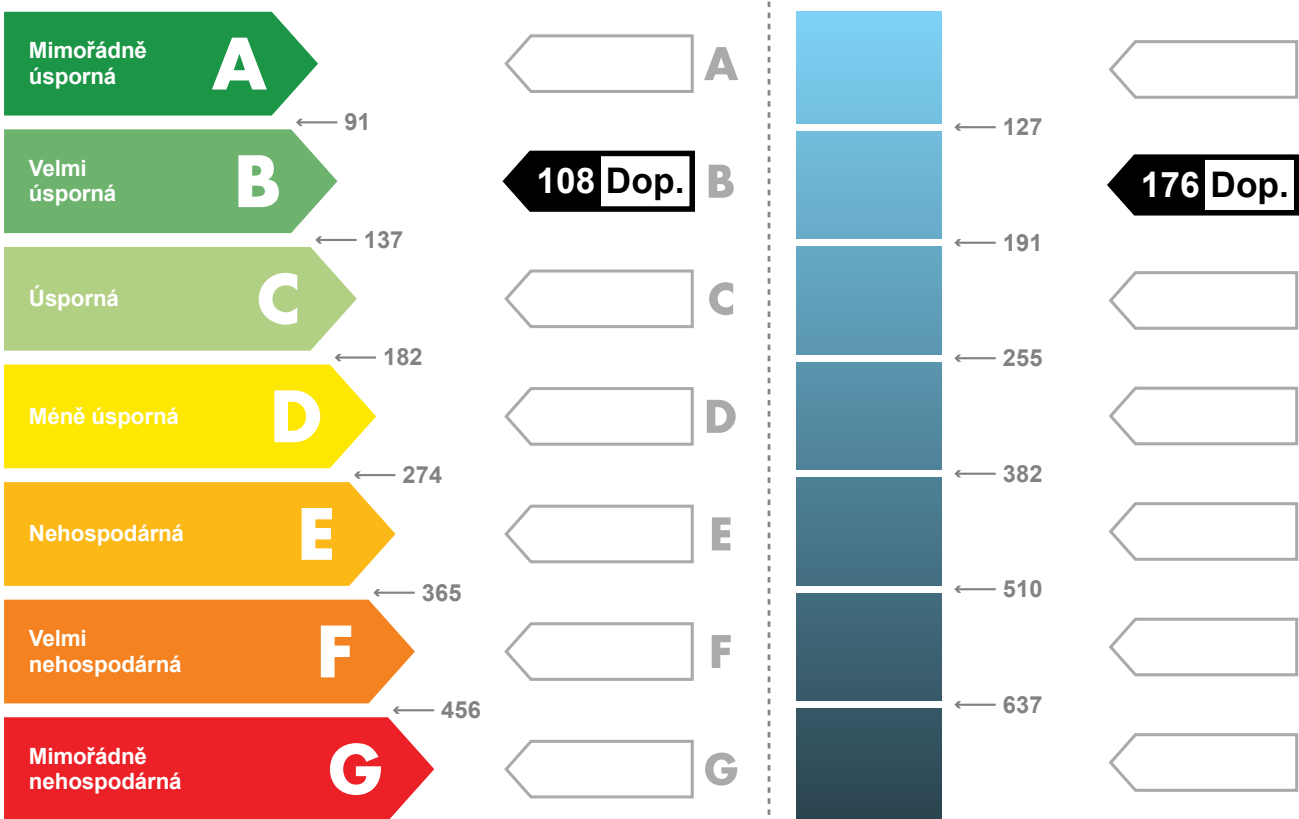 Mimořádně
úsporná
A
A
91
127
Velmi
úsporná
B
108 Dop.
B
176 Dop.
137
191
Úsporná
C
C
182
255
Méně úsporná
D
D
274
382
Nehospodárná
E
E
365
510
Velmi
nehospodárná
F
F
456
637
Mimořádně
nehospodárná
G
G